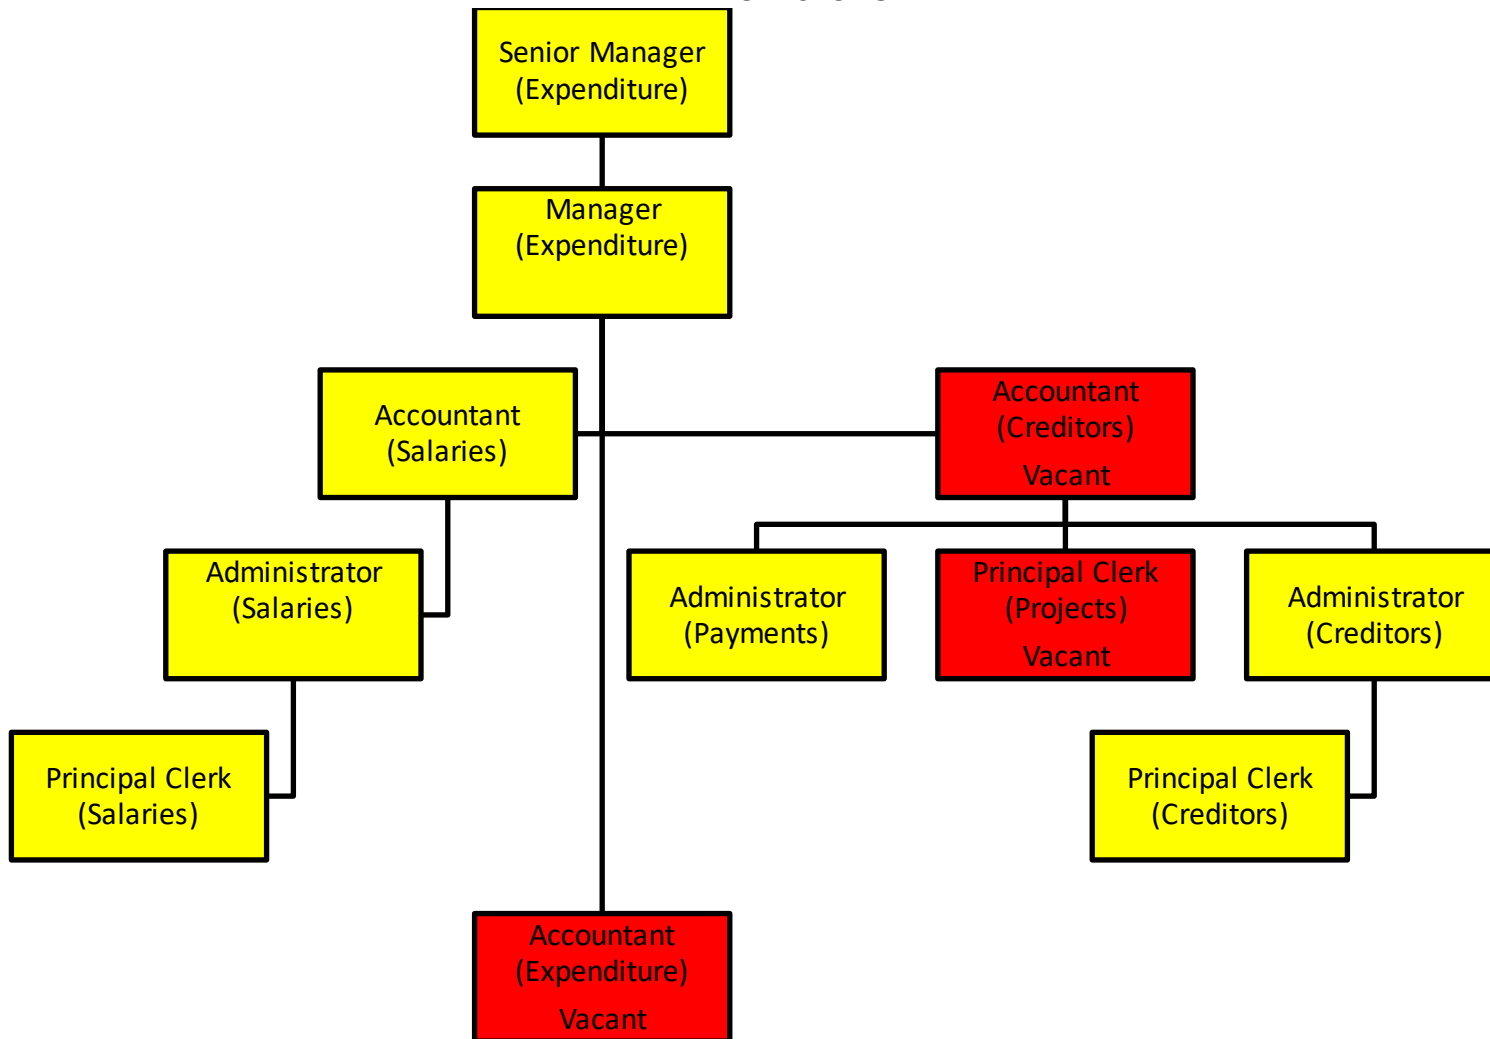 Senior Manager
(Expenditure)
Manager
(Expenditure)
Accountant
(Salaries)
Accountant
(Creditors)
Vacant
Administrator
(Salaries)
Administrator
(Payments)
Principal Clerk
(Projects)
Vacant
Administrator
(Creditors)
Principal Clerk
(Salaries)
Principal Clerk
(Creditors)
Accountant
(Expenditure)
Vacant